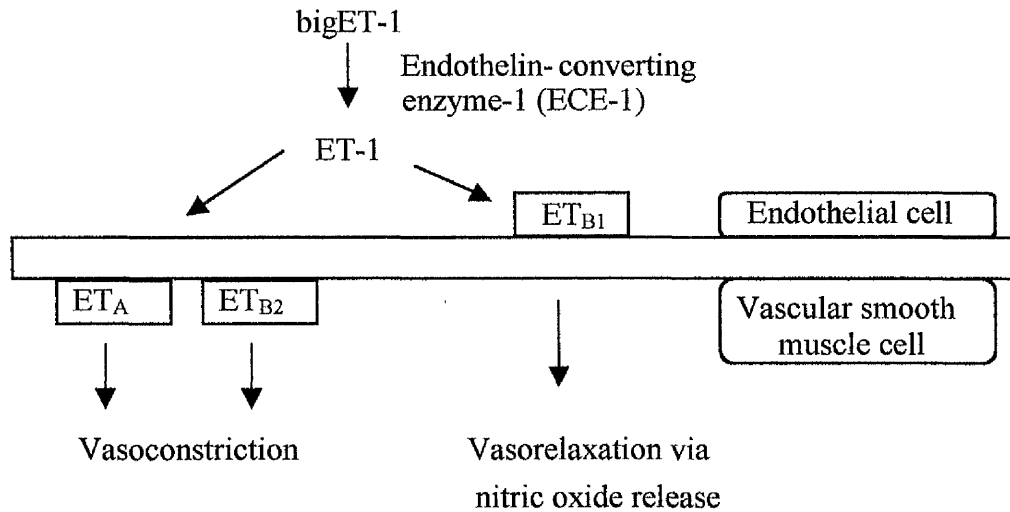 bigET-1
Endothelin-converting
enzyme-1 (ECE-1)
ET-1
ETB1
Endothelial cell
ETA
ETB2
Vascular smooth
muscle cell
Vasoconstriction
Vasorelaxation via
nitric oxide release